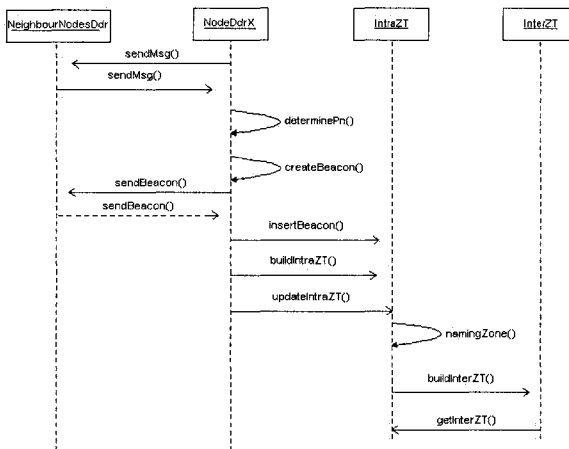 NeighbourNodesDdr
NodeDdrX
IntraZT
InterZT
sendMsg()
sendMsg()
determinePn()
createBeacon()
sendBeacon()
sendBeacon()
insertBeacon()
buildIntraZT()
updateIntraZT()
namingZone()
buildInterZT()
getInterZT()